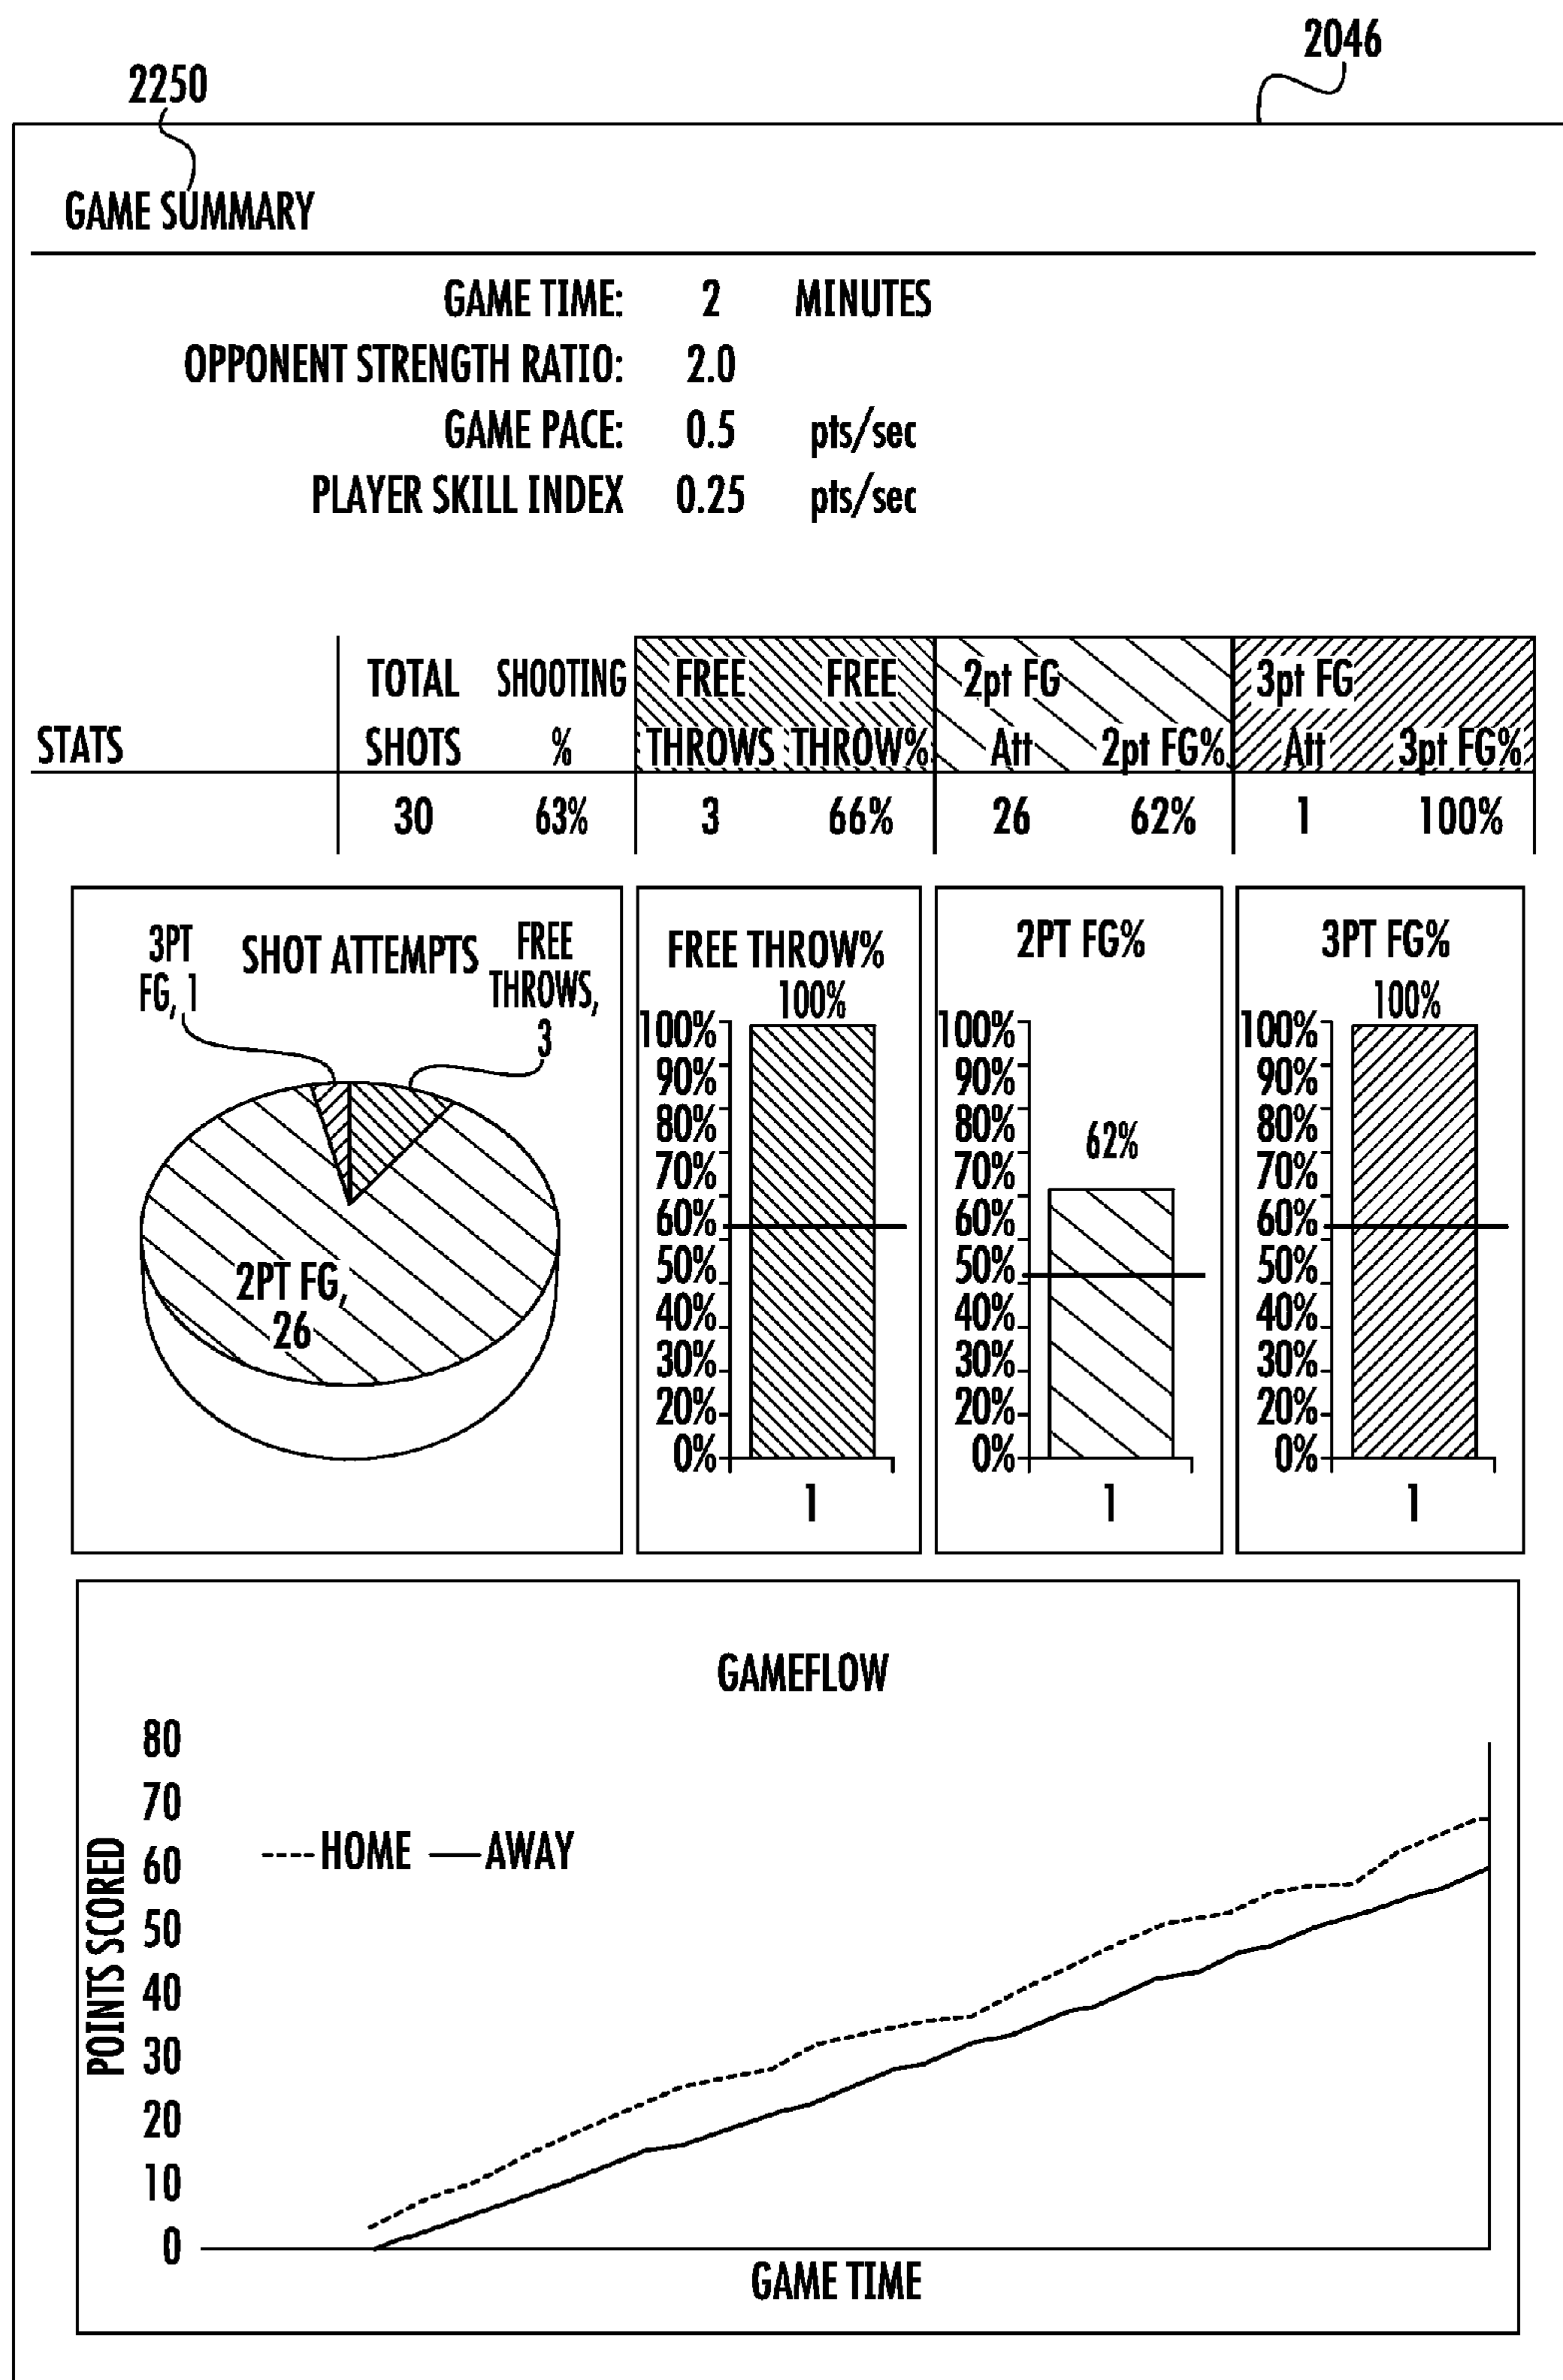 2046
2250
GAME SUMMARY
GAME TIME: 2 MINUTES
OPPONENT STRENGTH RATIO: 2.0
GAME PACE: 0.5 pts/sec
PLAYER SKILL INDEX 0.25 pts/sec
TOTAL SHOOTING FREE FREE 2pt FG 3pt FG
STATS SHOTS % THROWS THROW% Att 2pt FG% Att 3pt FG%
30 63% 3 66% 26 62% 1 100%
SHOT ATTEMPTS
3PT
FG, 1
FREE
THROWS,
3
2PT FG,
26
FREE THROW%
100%
100%
90%
80%
70%
60%
50%
40%
30%
20%
0%
1
2PT FG%
62%
100%
90%
80%
70%
60%
50%
40%
30%
20%
0%
1
3PT FG%
100%
100%
90%
80%
70%
60%
50%
40%
30%
20%
0%
1
GAMEFLOW
POINTS SCORED
80
70
60
50
40
30
20
10
0
HOME AWAY
GAME TIME